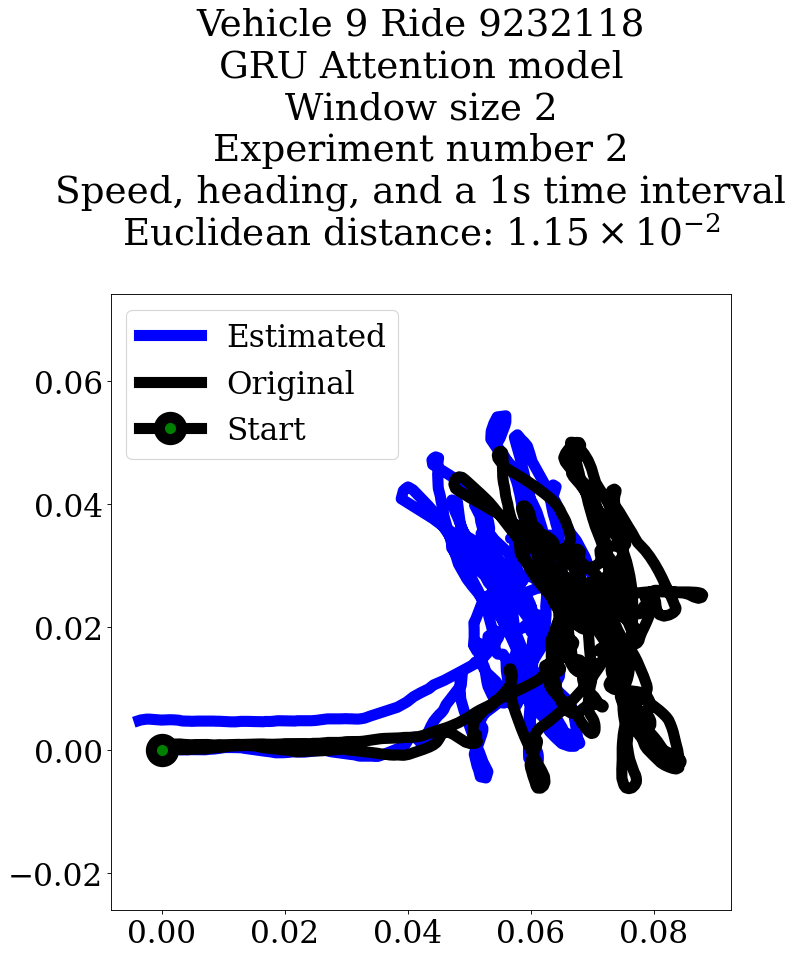 Vehicle 9 Ride 9232118
GRU Attention model
Window size 2
Experiment number 2
Speed, heading, and a 1s time interval
Euclidean distance: 1.15 × 10⁻²
Estimated
Original
Start
0.06
0.04
0.02
0.00
−0.02
0.00 0.02 0.04 0.06 0.08